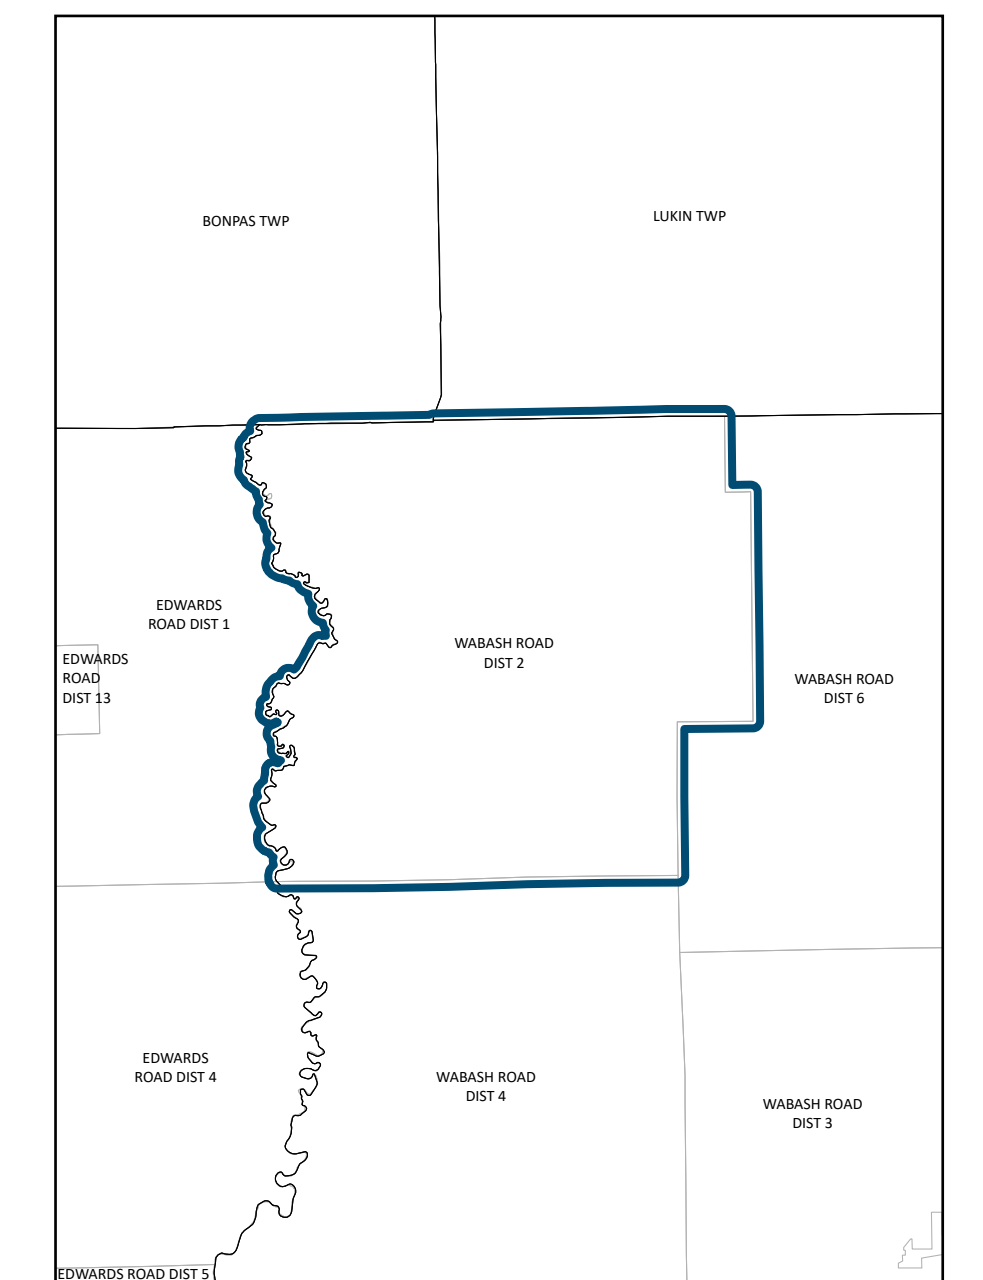 BONPAS TWP
LUKIN TWP
EDWARDS
ROAD DIST 1
WABASH ROAD
DIST 2
EDWARDS
ROAD
DIST 13
WABASH ROAD
DIST 6
EDWARDS
ROAD DIST 4
WABASH ROAD
DIST 4
WABASH ROAD
DIST 3
EDWARDS ROAD DIST 5